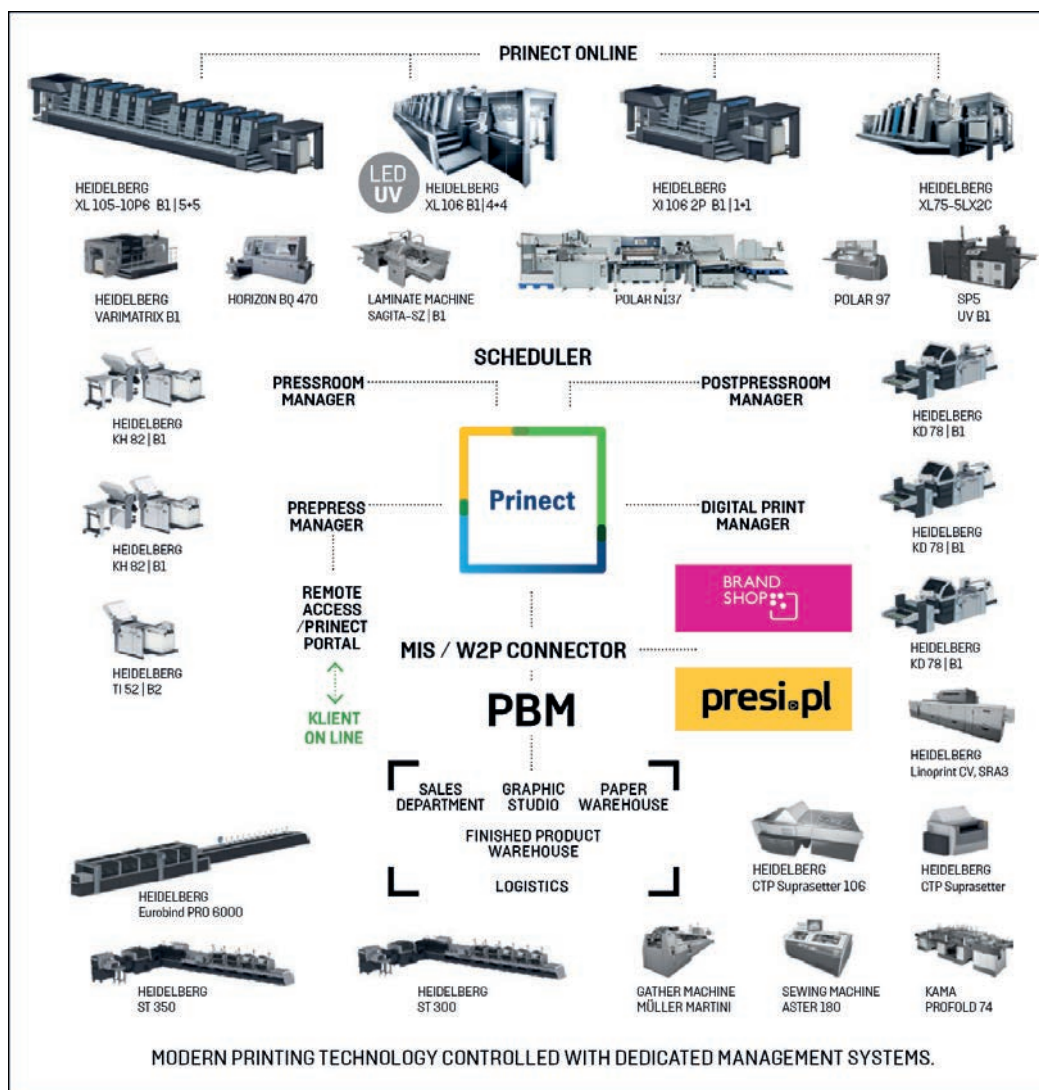 PRINECT ONLINE
HEIDELBERG
XL 105-10P6 B1 | 5+5
LED
UV
HEIDELBERG
XL 106 B1 | 4+4
HEIDELBERG
XI 106 2P B1 | 1+1
HEIDELBERG
XL75-5LX2C
HEIDELBERG
VARIMATRIX B1
HORIZON BQ 470
LAMINATE MACHINE
SAGITA-SZ | B1
POLAR N137
POLAR 97
SP5
UV B1
SCHEDULER
PRESSROOM
MANAGER
POSTPRESSROOM
MANAGER
HEIDELBERG
KH 82 | B1
HEIDELBERG
KD 78 | B1
Prinect
PREPRESS
MANAGER
DIGITAL PRINT
MANAGER
HEIDELBERG
KH 82 | B1
HEIDELBERG
KD 78 | B1
REMOTE
ACCESS
/PRINECT
PORTAL
BRAND
SHOP
MIS / W2P CONNECTOR
HEIDELBERG
KD 78 | B1
HEIDELBERG
TI 52 | B2
KLIENT
ON LINE
PBM
presi.pl
HEIDELBERG
Linoprint CV, SRA3
SALES
DEPARTMENT
GRAPHIC
STUDIO
PAPER
WAREHOUSE
FINISHED PRODUCT
WAREHOUSE
LOGISTICS
HEIDELBERG
CTP Suprasetter 106
HEIDELBERG
CTP Suprasetter
HEIDELBERG
Eurobind PRO 6000
HEIDELBERG
ST 350
HEIDELBERG
ST 300
GATHER MACHINE
MÜLLER MARTINI
SEWING MACHINE
ASTER 180
KAMA
PROFOLD 74
MODERN PRINTING TECHNOLOGY CONTROLLED WITH DEDICATED MANAGEMENT SYSTEMS.